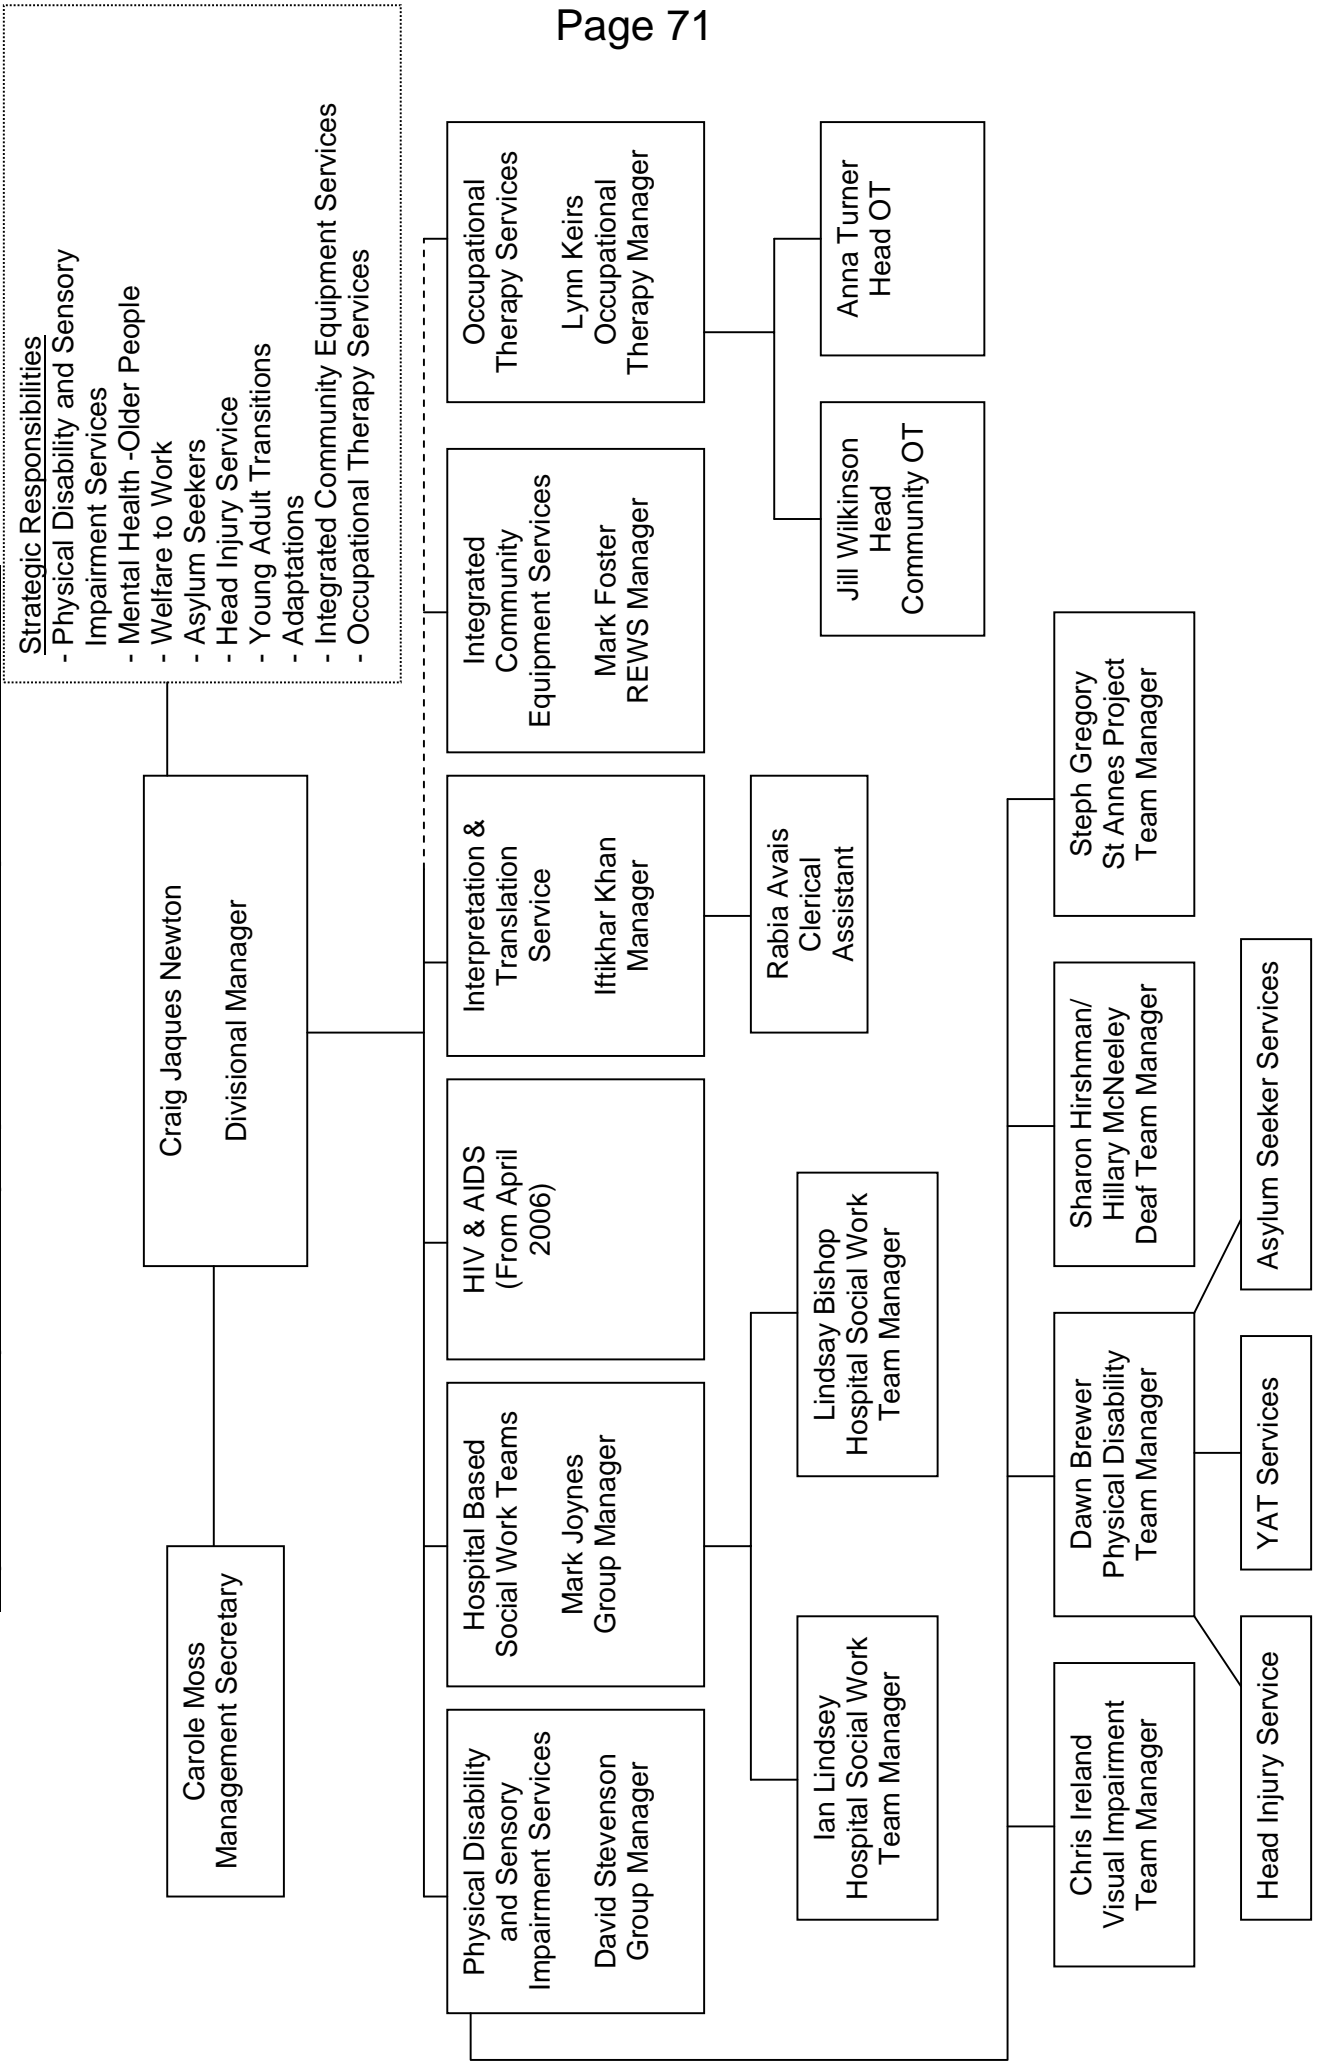 Page 71
Strategic Responsibilities
- Physical Disability and Sensory
Impairment Services
- Mental Health -Older People
- Welfare to Work
- Asylum Seekers
- Head Injury Service
- Young Adult Transitions
- Adaptations
- Integrated Community Equipment Services
- Occupational Therapy Services
Craig Jaques Newton
Divisional Manager
Carole Moss
Management Secretary
Physical Disability
and Sensory
Impairment Services
David Stevenson
Group Manager
Hospital Based
Social Work Teams
Mark Joynes
Group Manager
HIV & AIDS
(From April
2006)
Interpretation &
Translation
Service
Iftikhar Khan
Manager
Integrated
Community
Equipment Services
Mark Foster
REWS Manager
Occupational
Therapy Services
Lynn Keirs
Occupational
Therapy Manager
Ian Lindsey
Hospital Social Work
Team Manager
Lindsay Bishop
Hospital Social Work
Team Manager
Rabia Avais
Clerical
Assistant
Jill Wilkinson
Head
Community OT
Anna Turner
Head OT
Chris Ireland
Visual Impairment
Team Manager
Dawn Brewer
Physical Disability
Team Manager
Sharon Hirshman/
Hillary McNeeley
Deaf Team Manager
Steph Gregory
St Annes Project
Team Manager
Head Injury Service
YAT Services
Asylum Seeker Services